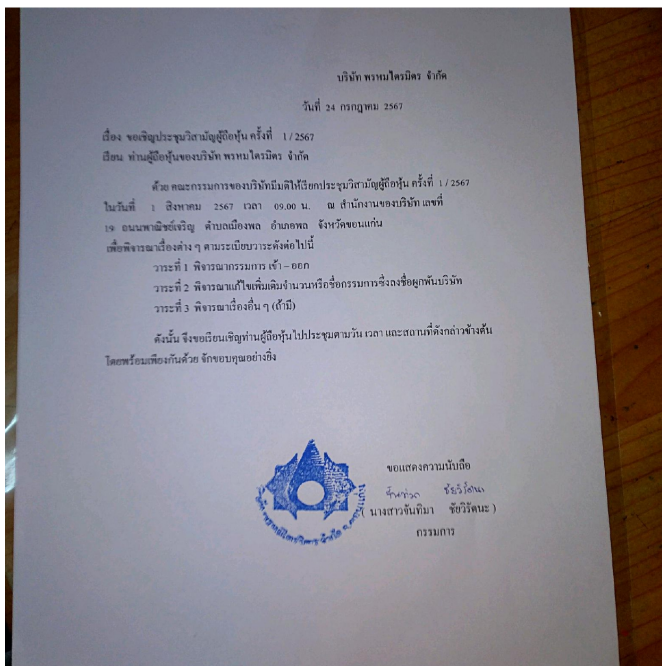 บริษัท พรหมไตรมิตร จำกัด
วันที่ 24 กรกฎาคม 2567
เรื่อง ขอเชิญประชุมวิสามัญผู้ถือหุ้น ครั้งที่ 1 / 2567
เรียน ท่านผู้ถือหุ้นของบริษัท พรหมไตรมิตร จำกัด
ด้วย คณะกรรมการของบริษัทมีมติให้เรียกประชุมวิสามัญผู้ถือหุ้น ครั้งที่ 1 / 2567
ในวันที่ 1 สิงหาคม 2567 เวลา 09.00 น. ณ สำนักงานของบริษัท เลขที่
19 ถนนพาณิชย์เจริญ ตำบลเมืองพล อำเภอพล จังหวัดขอนแก่น
เพื่อพิจารณาเรื่องต่าง ๆ ตามระเบียบวาระดังต่อไปนี้
วาระที่ 1 พิจารณากรรมการ เข้า – ออก
วาระที่ 2 พิจารณาแก้ไขเพิ่มเติมจำนวนหรือชื่อกรรมการซึ่งลงชื่อผูกพันบริษัท
วาระที่ 3 พิจารณาเรื่องอื่น ๆ (ถ้ามี)
ดังนั้น จึงขอเรียนเชิญท่านผู้ถือหุ้นไปประชุมตามวัน เวลา และสถานที่ดังกล่าวข้างต้น
โดยพร้อมเพียงกันด้วย จักขอบคุณอย่างยิ่ง
ขอแสดงความนับถือ
จันทิมา ชัยวิรัตนะ
( นางสาวจันทิมา ชัยวิรัตนะ )
กรรมการ